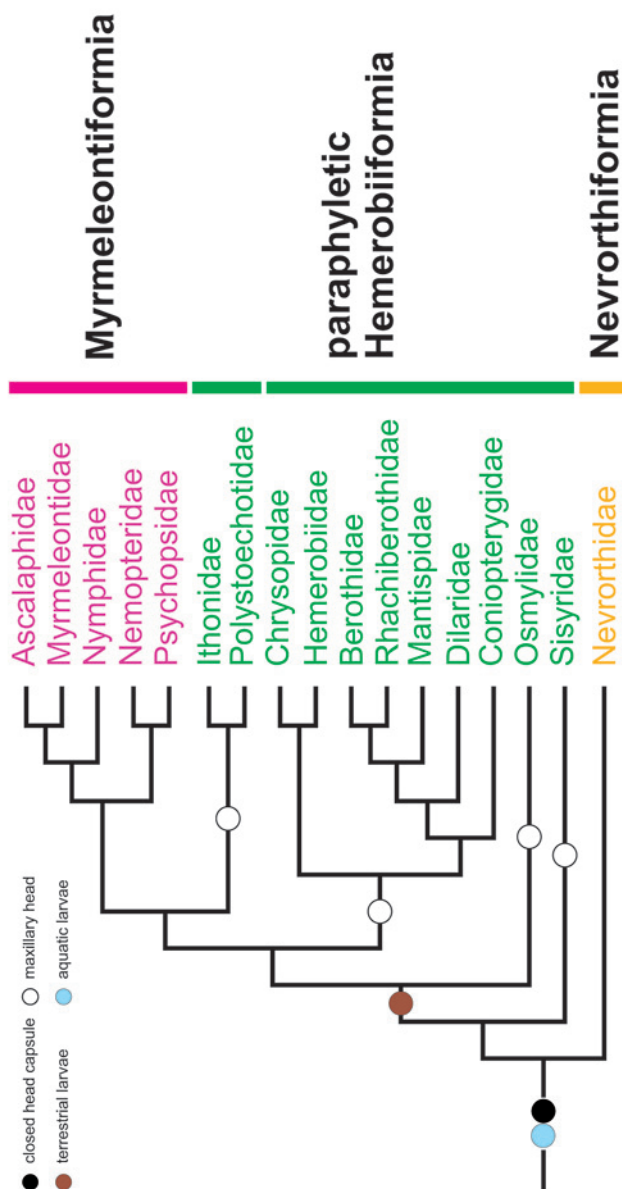 Myrmeleontiformia
paraphyletic
Hemerobiiformia
Nevrorthiformia
Ascalaphidae
Myrmeleontidae
Nymphidae
Nemopteridae
Psychopsidae
Ithonidae
Polystoechotidae
Chrysopidae
Hemerobiidae
Berothidae
Rhachiberothidae
Mantispidae
Dilaridae
Coniopterygidae
Osmylidae
Sisyridae
Nevrorthidae
closed head capsule
maxillary head
terrestrial larvae
aquatic larvae